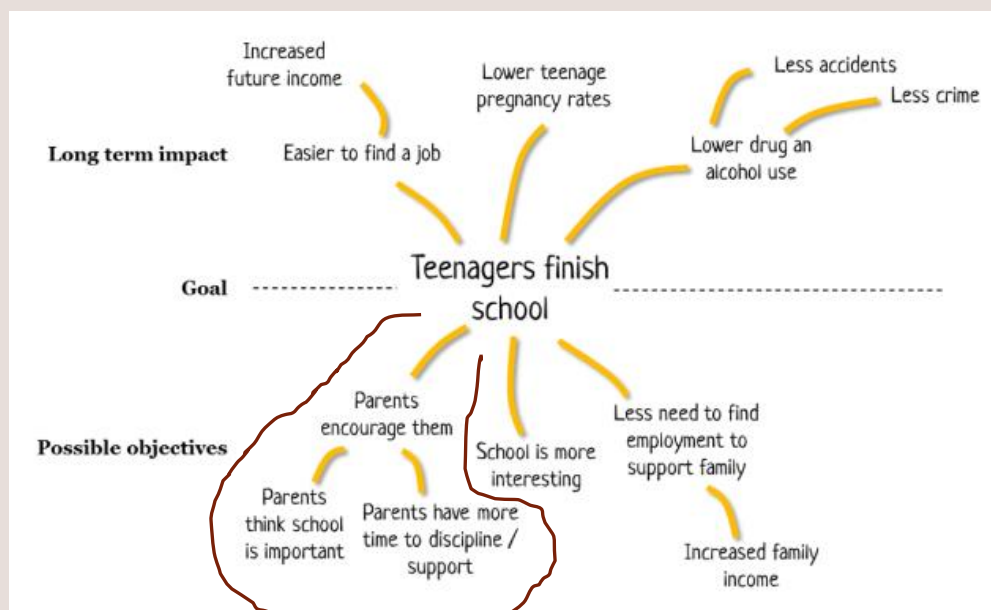 Increased
future income
Lower teenage
pregnancy rates
Less accidents
Less crime
Long term impact
Easier to find a job
Lower drug an
alcohol use
Teenagers finish
school
Goal
Parents
encourage them
Less need to find
employment to
support family
Possible objectives
School is more
interesting
Parents
think school
is important
Parents have more
time to discipline /
support
Increased family
income